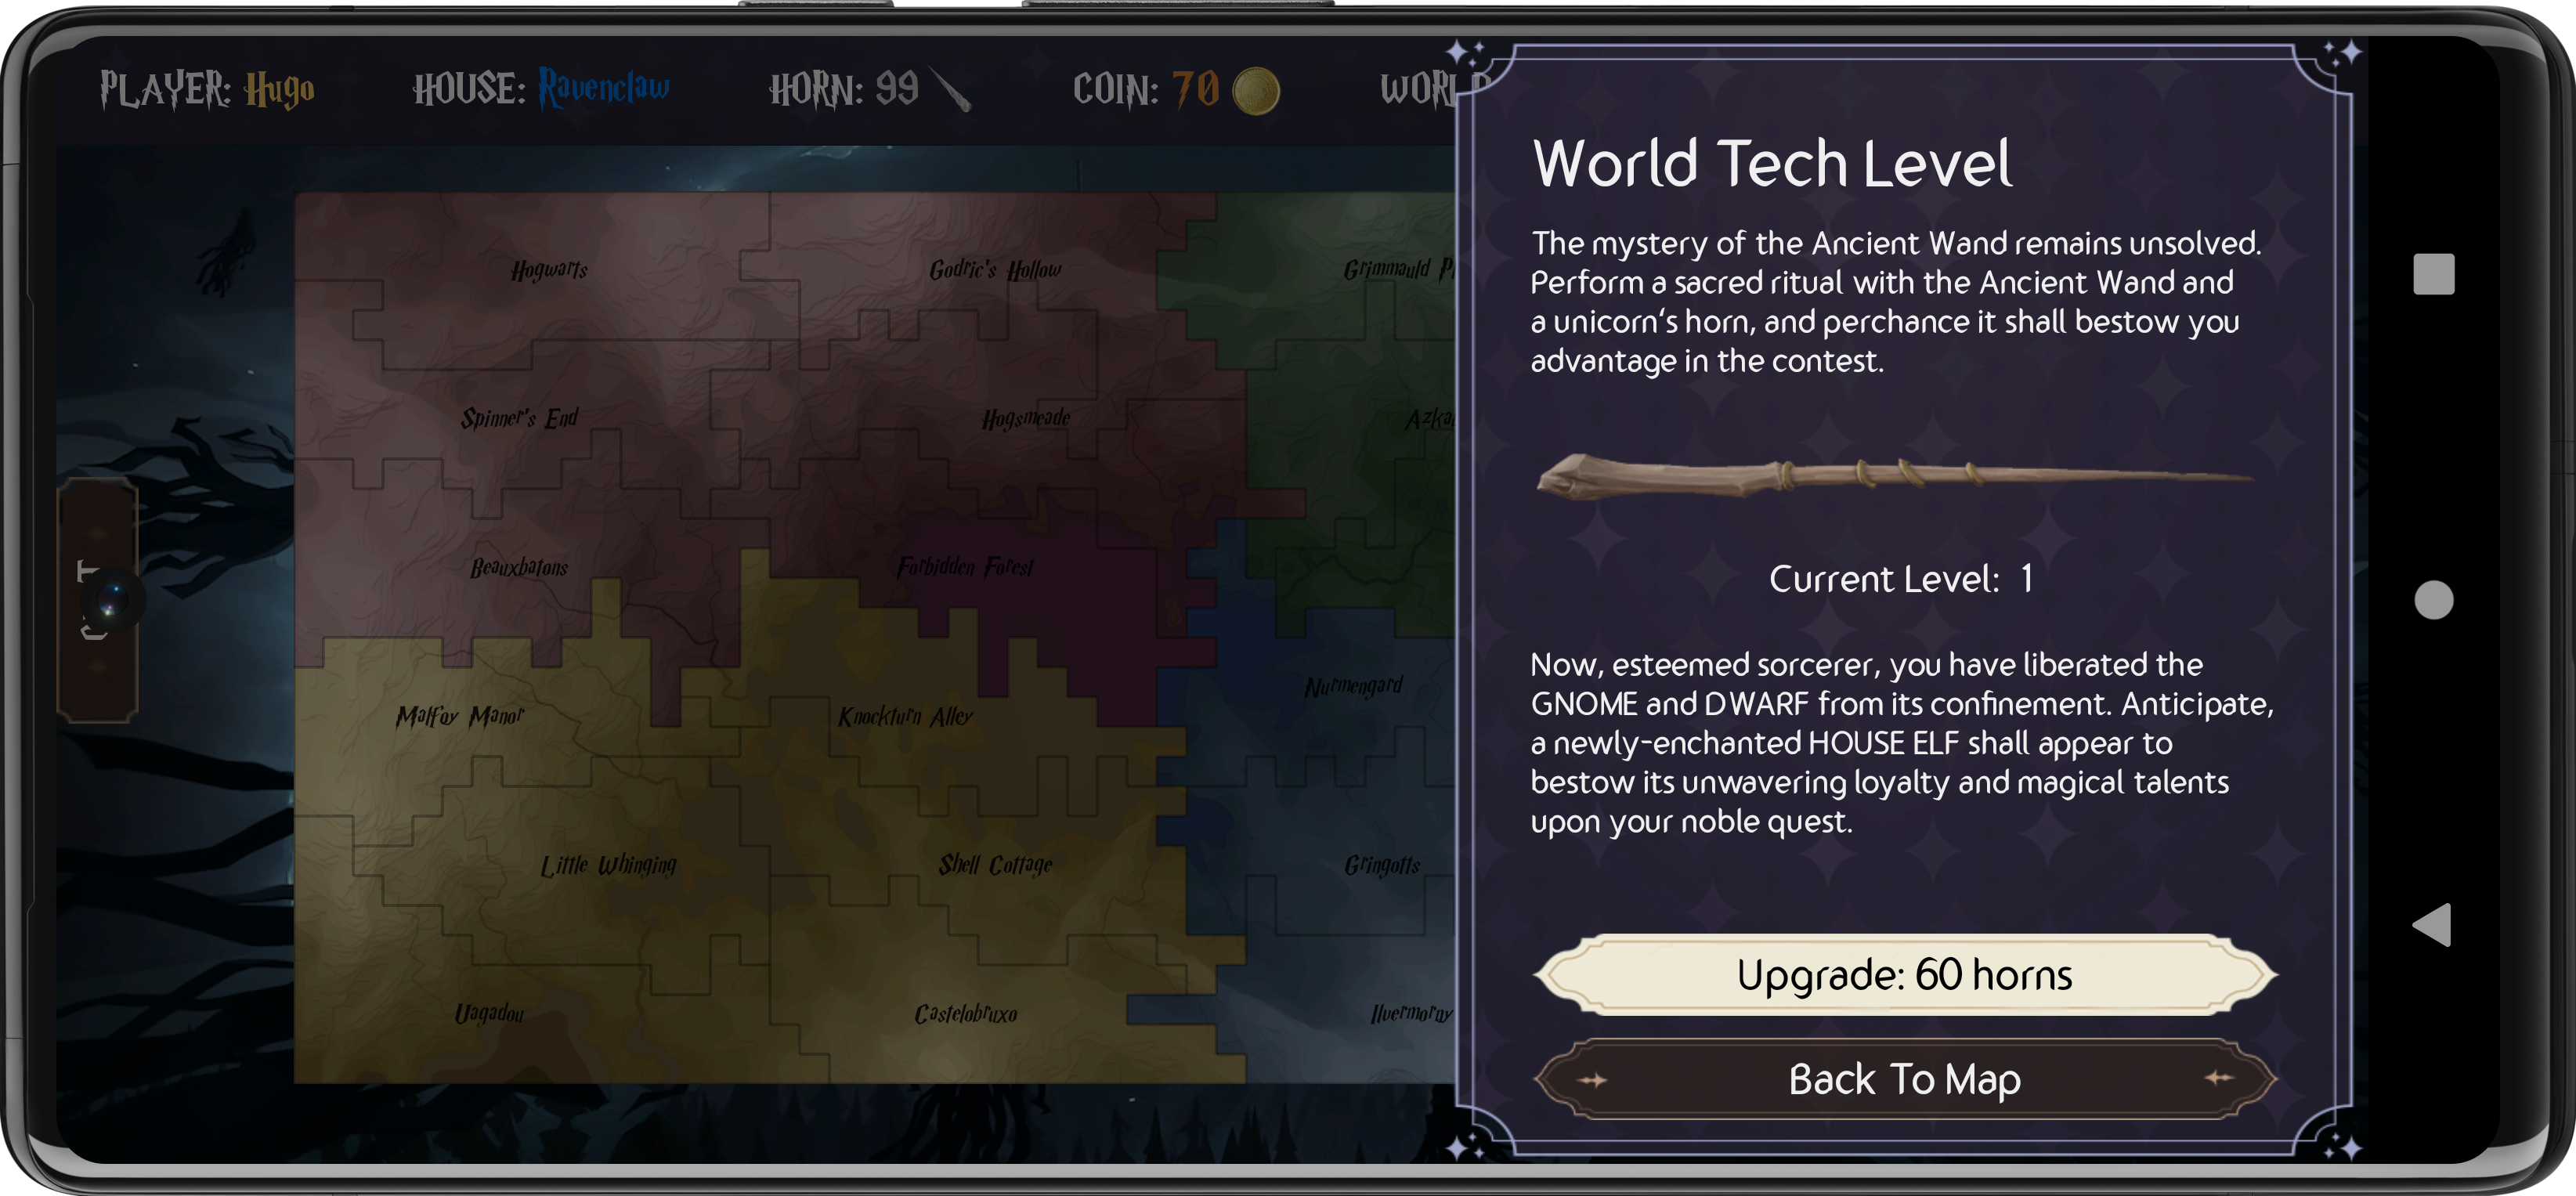 PLAYER: Hugo
HOUSE: Ravenclaw
HORN: 99
COIN: 70
Hogwarts
Godric's Hollow
Grimmauld
Spinner's End
Hogsmeade
Beauxbatons
Forbidden Forest
Malfoy Manor
Knockturn Alley
Nurmengard
Little Whinging
Shell Cottage
Gringotts
Uagadou
Castelobruxo
Ilvermorny
World Tech Level
The mystery of the Ancient Wand remains unsolved.
Perform a sacred ritual with the Ancient Wand and
a unicorn's horn, and perchance it shall bestow you
advantage in the contest.
Current Level: 1
Now, esteemed sorcerer, you have liberated the
GNOME and DWARF from its confinement. Anticipate,
a newly-enchanted HOUSE ELF shall appear to
bestow its unwavering loyalty and magical talents
upon your noble quest.
Upgrade: 60 horns
Back To Map